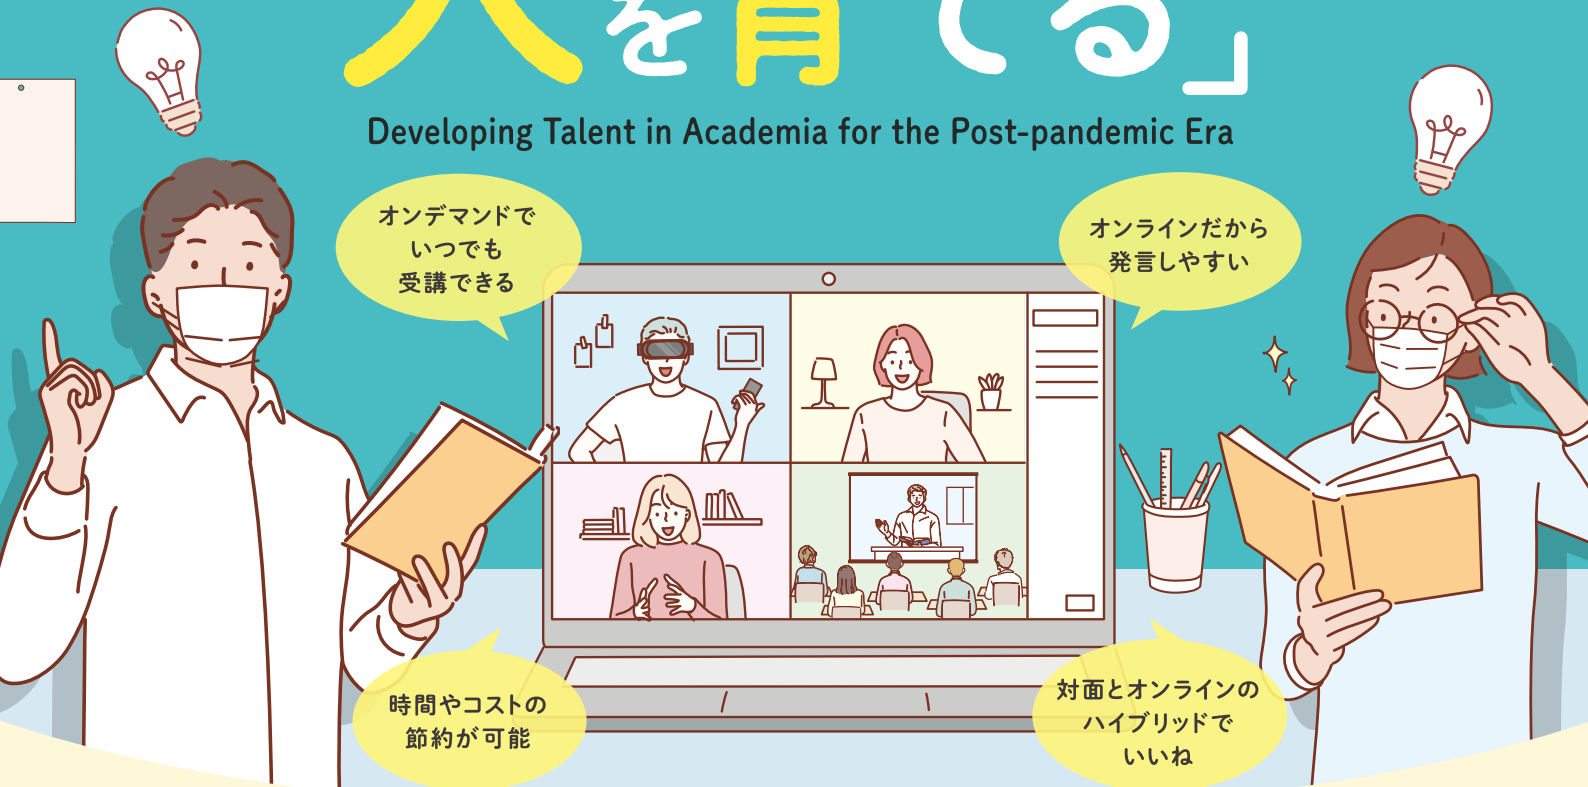 人を育てる」
Developing Talent in Academia for the Post-pandemic Era
オンデマンドで
いつでも
受講できる
オンラインだから
発言しやすい
時間やコストの
節約が可能
対面とオンラインの
ハイブリッドで
いいね